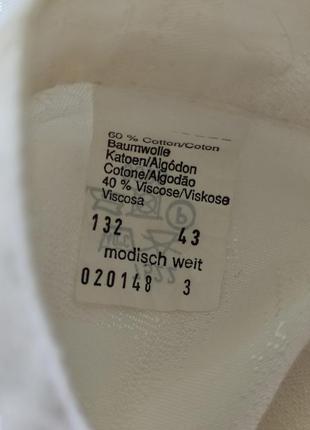 60 % Cotton/Coton
Baumwolle
Katoen/Algódon
Cotone/Algodão
40 % Viscose/Viskose
Viscosa
132 43
modisch weit
020148 3